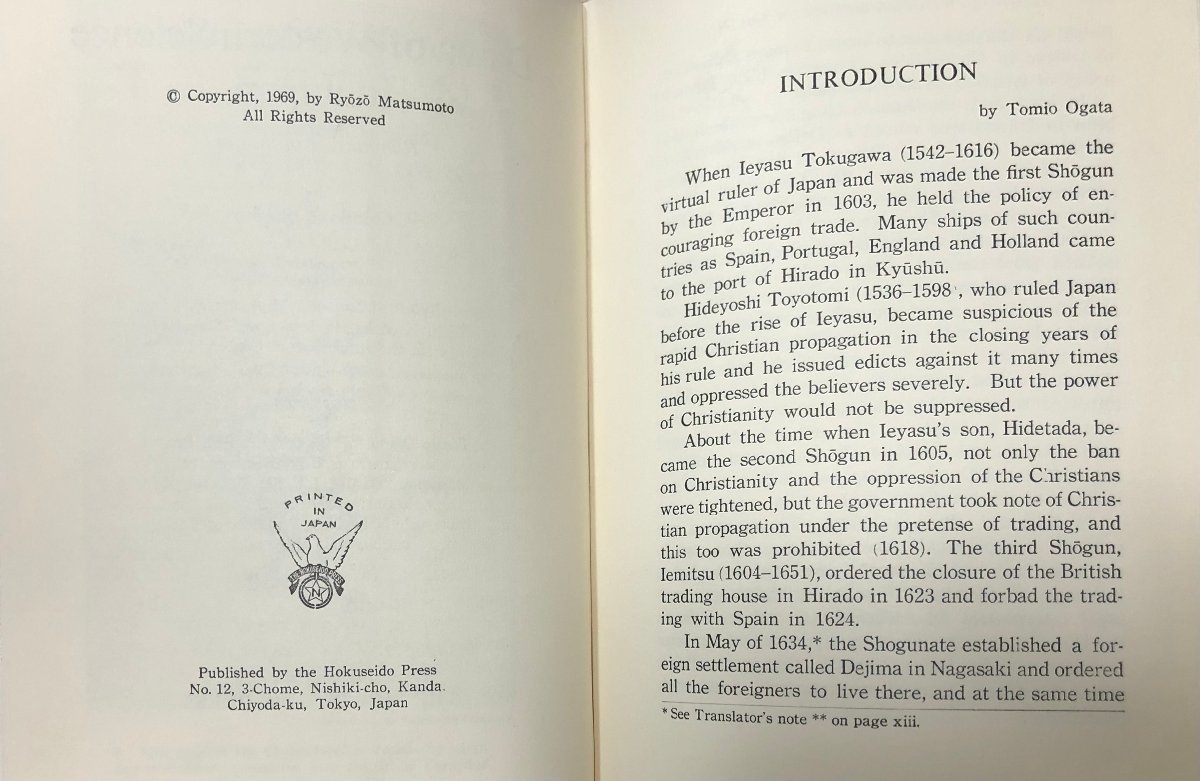 © Copyright, 1969, by Ryōzō Matsumoto
All Rights Reserved
PRINTED
IN
JAPAN
N
Published by the Hokuseido Press
No. 12, 3-Chome, Nishiki-cho, Kanda
Chiyoda-ku, Tokyo, Japan
INTRODUCTION
by Tomio Ogata
When Ieyasu Tokugawa (1542–1616) became the
virtual ruler of Japan and was made the first Shōgun
by the Emperor in 1603, he held the policy of en-
couraging foreign trade. Many ships of such coun-
tries as Spain, Portugal, England and Holland came
to the port of Hirado in Kyūshū.
Hideyoshi Toyotomi (1536–1598), who ruled Japan
before the rise of Ieyasu, became suspicious of the
rapid Christian propagation in the closing years of
his rule and he issued edicts against it many times
and oppressed the believers severely. But the power
of Christianity would not be suppressed.
About the time when Ieyasu's son, Hidetada, be-
came the second Shōgun in 1605, not only the ban
on Christianity and the oppression of the Christians
were tightened, but the government took note of Chris-
tian propagation under the pretense of trading, and
this too was prohibited (1618). The third Shōgun,
Iemitsu (1604–1651), ordered the closure of the British
trading house in Hirado in 1623 and forbad the trad-
ing with Spain in 1624.
In May of 1634,* the Shogunate established a for-
eign settlement called Dejima in Nagasaki and ordered
all the foreigners to live there, and at the same time
* See Translator's note ** on page xiii.